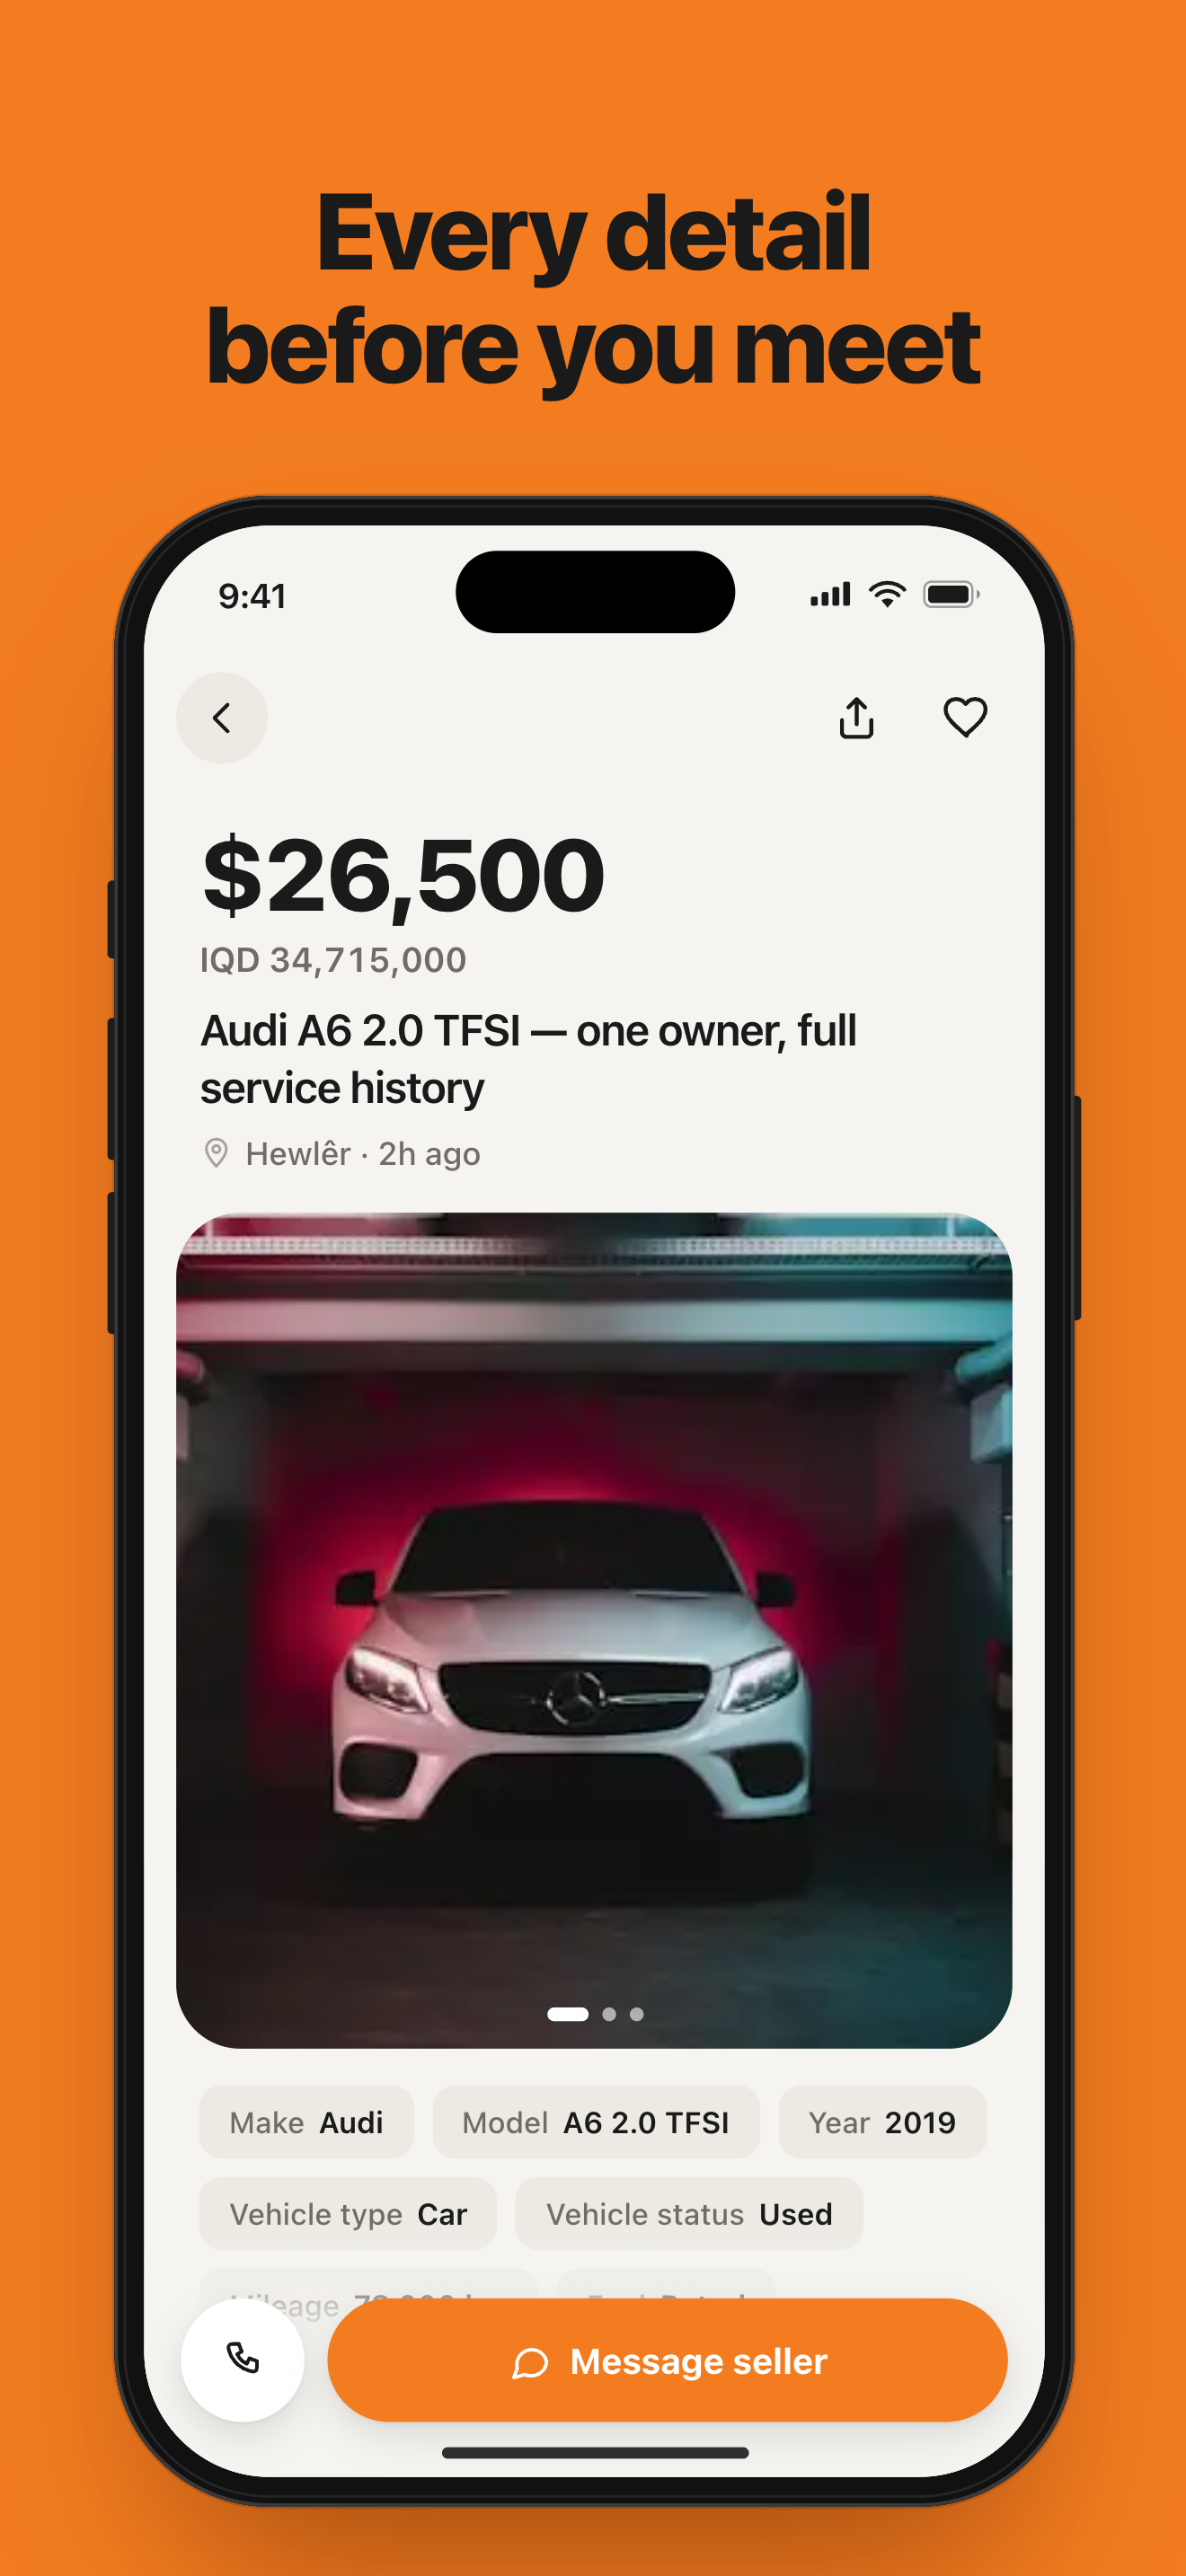 Every detail
before you meet
9:41
$26,500
IQD 34,715,000
Audi A6 2.0 TFSI — one owner, full
service history
Hewlêr · 2h ago
Make Audi
Model A6 2.0 TFSI
Year 2019
Vehicle type Car
Vehicle status Used
Mileage
Message seller